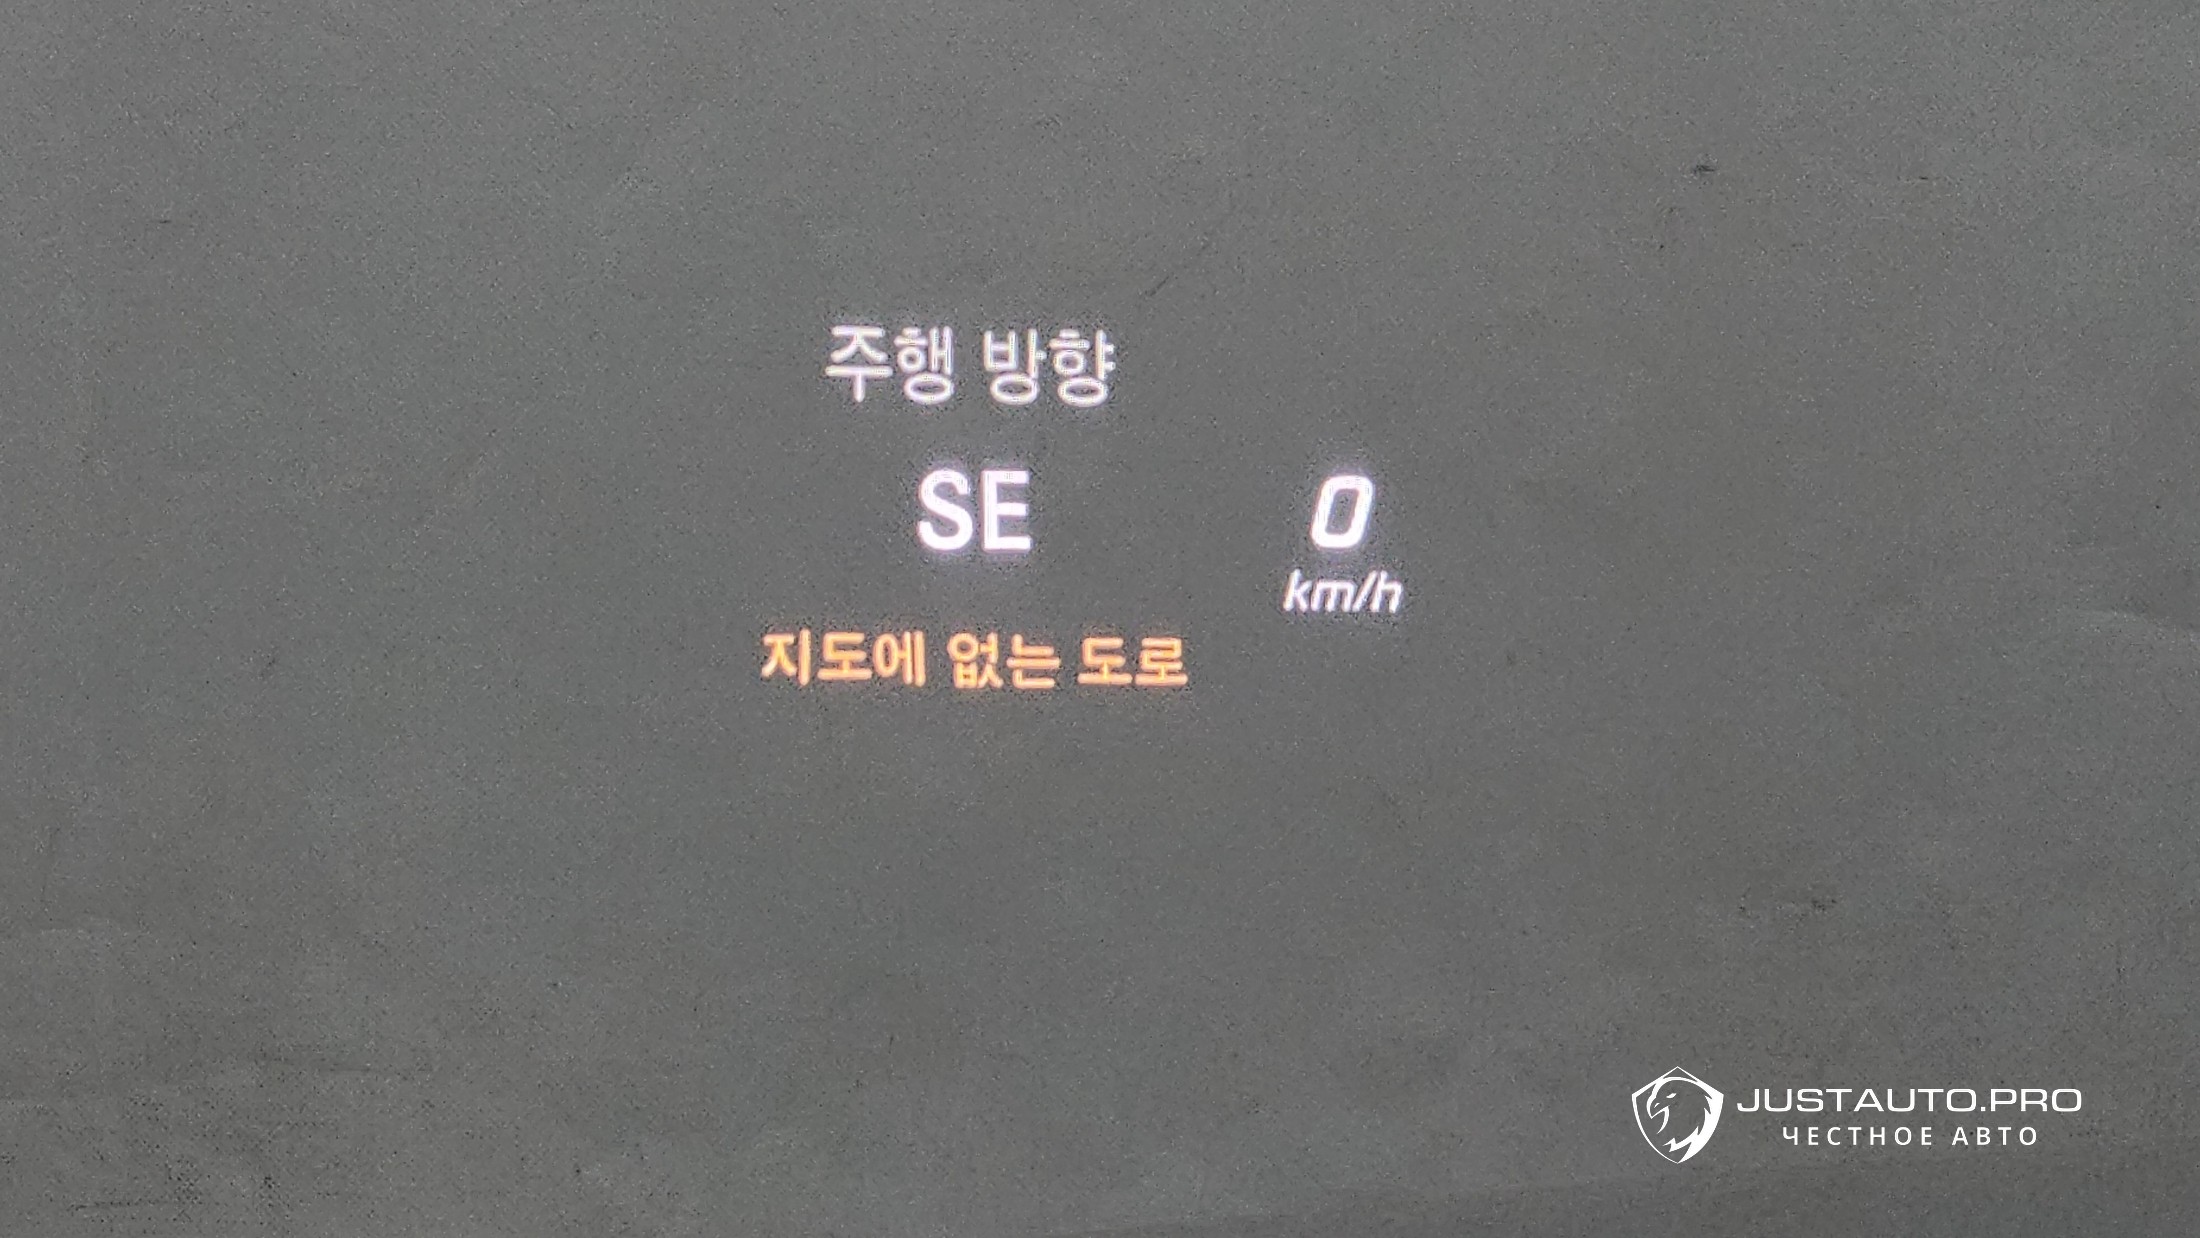 주행 방향
SE
0
km/h
지도에 없는 도로
JUSTAUTO.PRO
ЧЕСТНОЕ АВТО